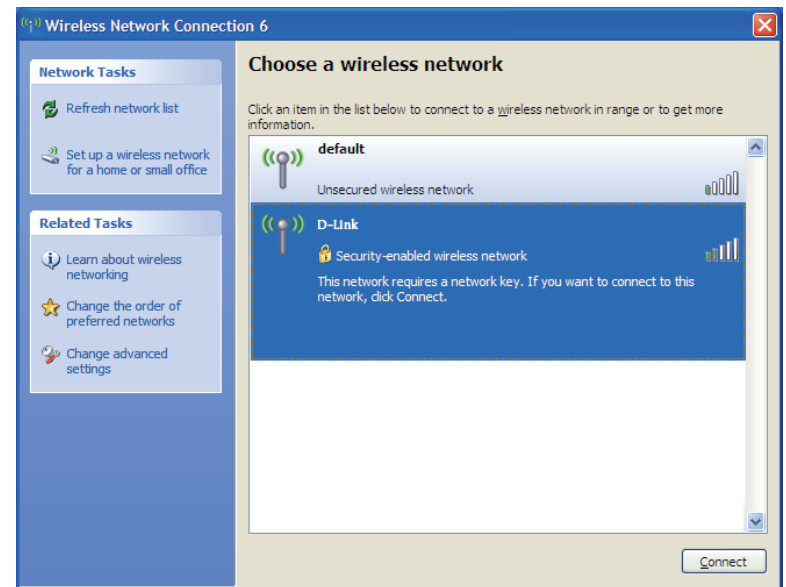 Wireless Network Connection 6
Network Tasks
Refresh network list
Set up a wireless network
for a home or small office
Related Tasks
Learn about wireless
networking
Change the order of
preferred networks
Change advanced
settings
Choose a wireless network
Click an item in the list below to connect to a wireless network in range or to get more
information.
default
Unsecured wireless network
D-Link
Security-enabled wireless network
This network requires a network key. If you want to connect to this
network, click Connect.
Connect